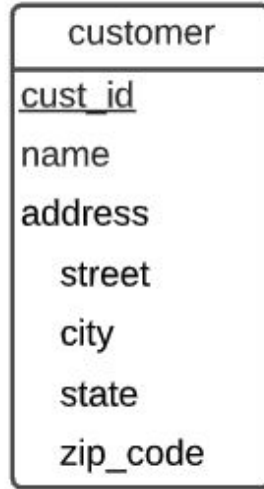 customer
cust_id
name
address
street
city
state
zip_code